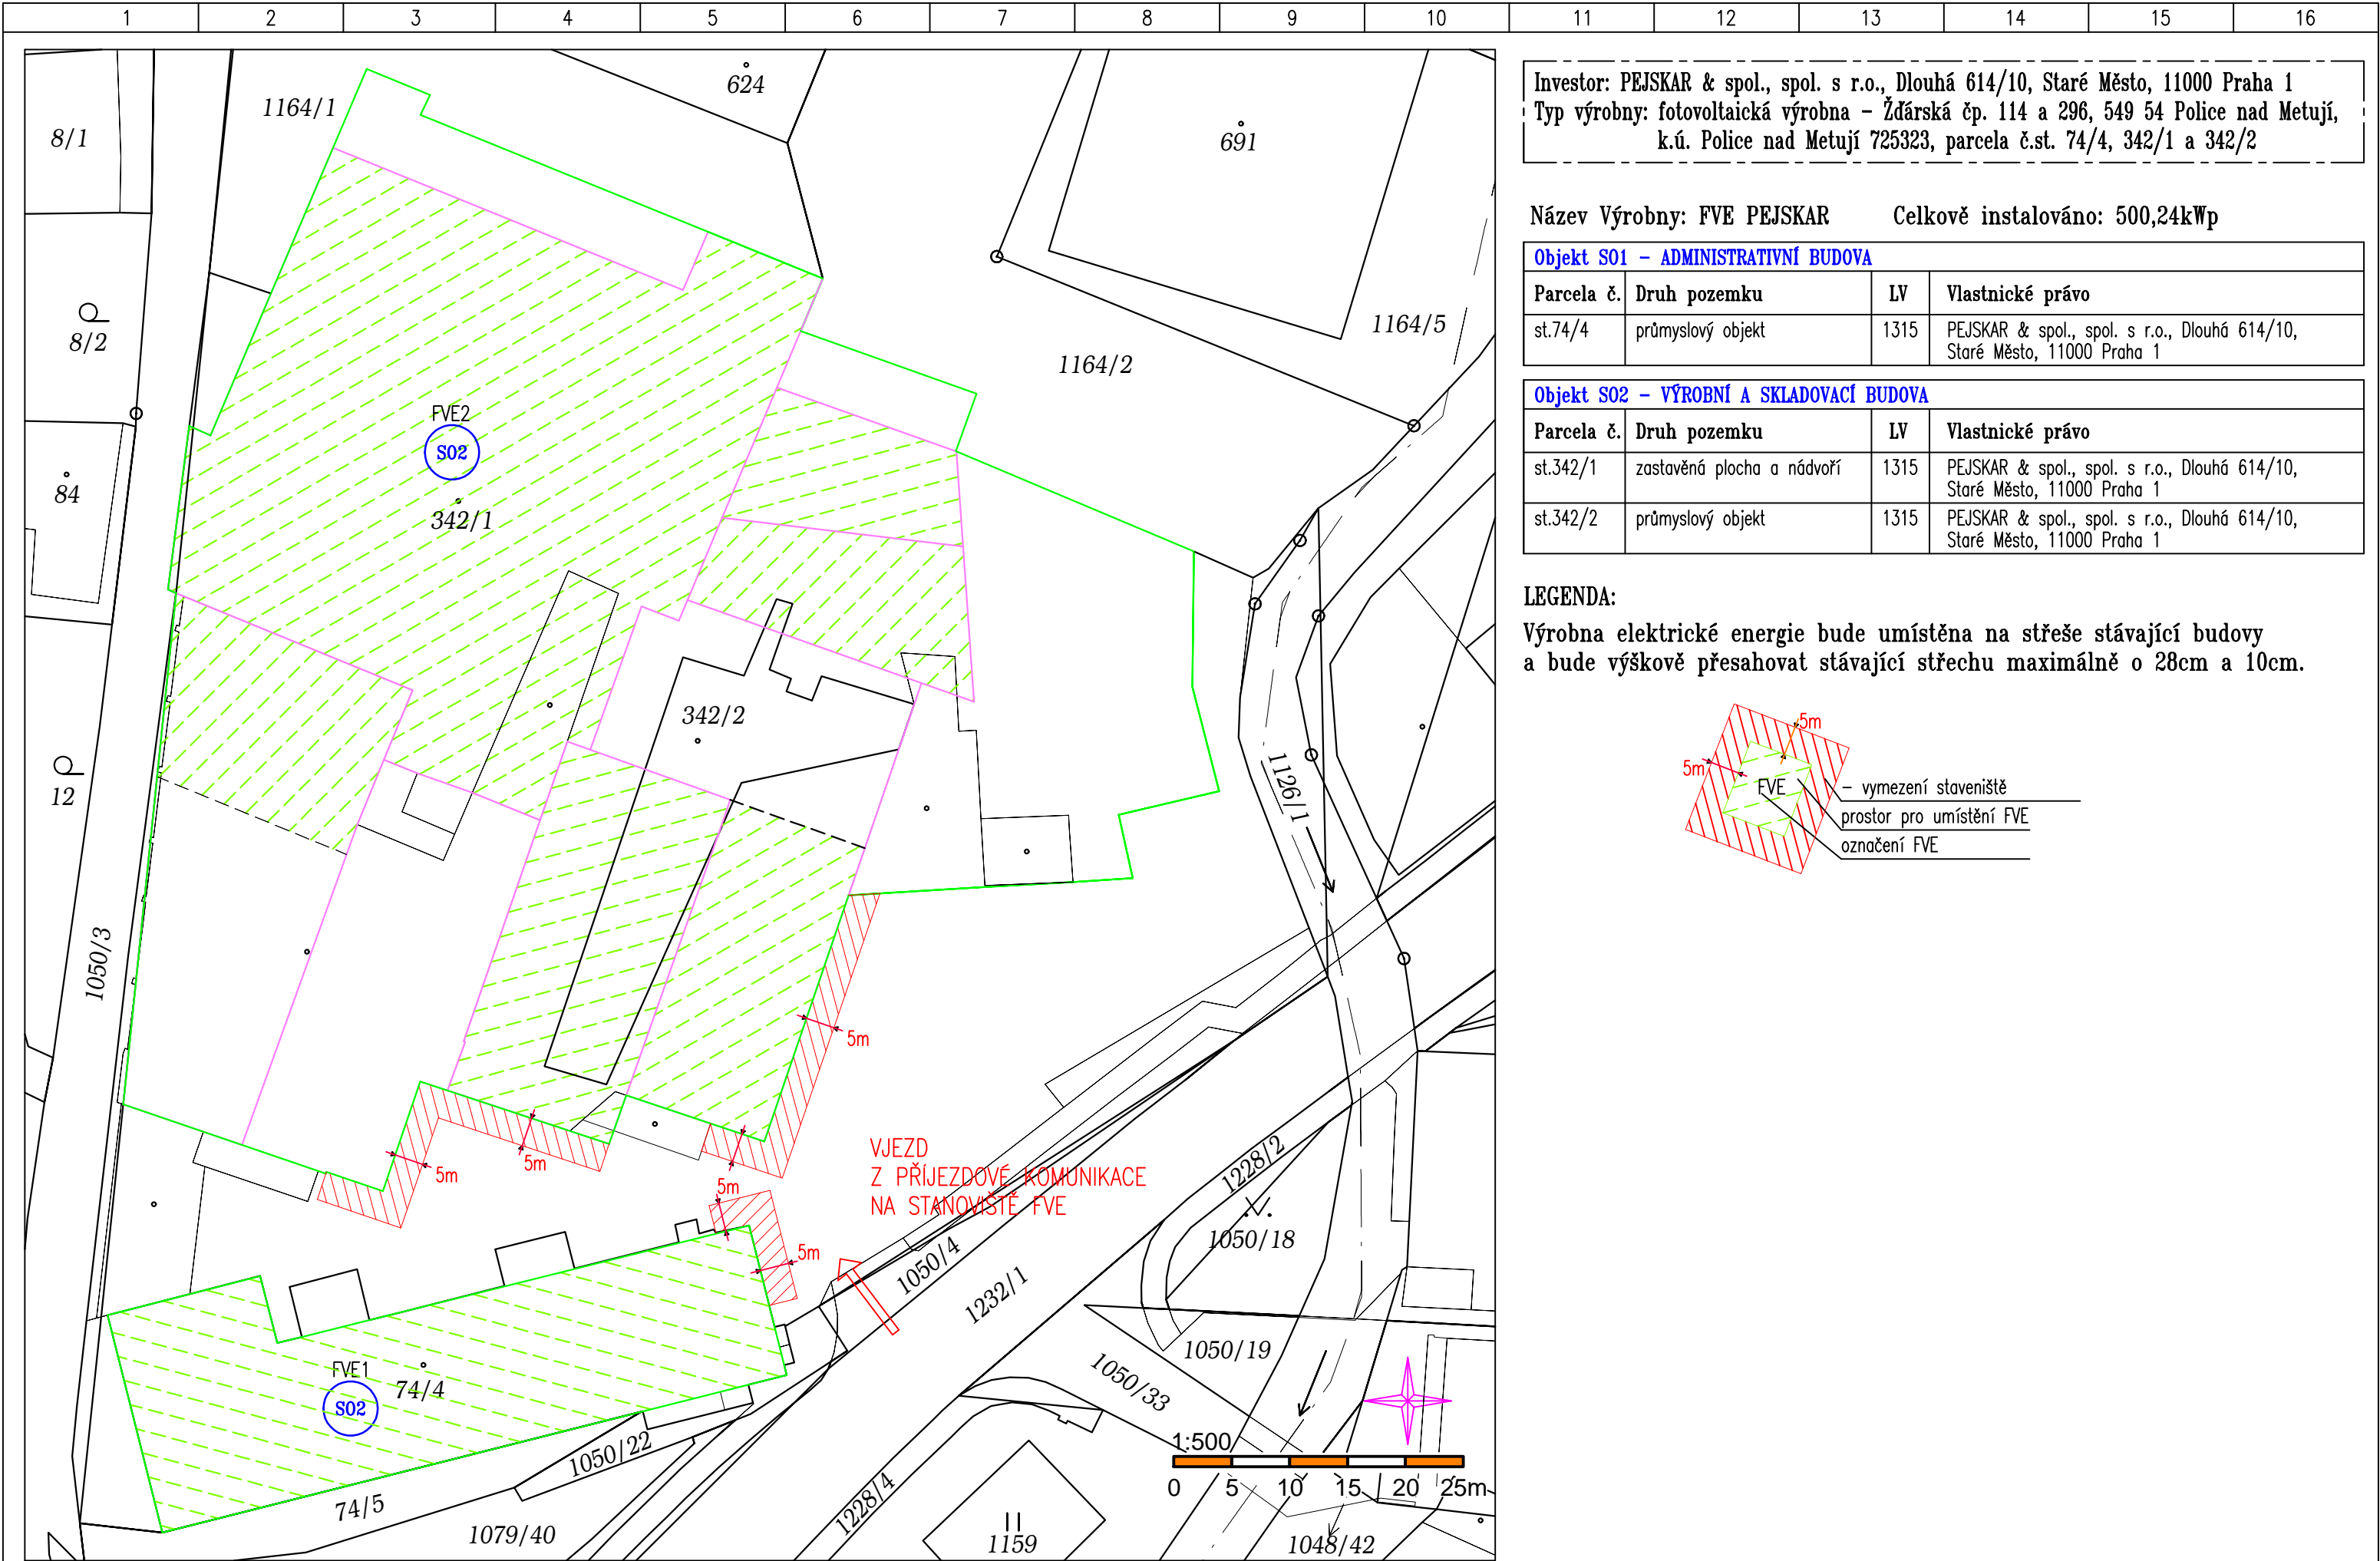 1 2 3 4 5 6 7 8 9 10 11 12 13 14 15 16
Investor: PEJSKAR & spol., spol. s r.o., Dlouhá 614/10, Staré Město, 11000 Praha 1
Typ výrobny: fotovoltaická výrobna – Žďárská čp. 114 a 296, 549 54 Police nad Metují,
k.ú. Police nad Metují 725323, parcela č.st. 74/4, 342/1 a 342/2
Název Výrobny: FVE PEJSKAR Celkově instalováno: 500,24kWp
Objekt SO1 – ADMINISTRATIVNÍ BUDOVA
Parcela č. Druh pozemku LV Vlastnické právo
st.74/4 průmyslový objekt 1315 PEJSKAR & spol., spol. s r.o., Dlouhá 614/10,
Staré Město, 11000 Praha 1
Objekt SO2 – VÝROBNÍ A SKLADOVACÍ BUDOVA
Parcela č. Druh pozemku LV Vlastnické právo
st.342/1 zastavěná plocha a nádvoří 1315 PEJSKAR & spol., spol. s r.o., Dlouhá 614/10,
Staré Město, 11000 Praha 1
st.342/2 průmyslový objekt 1315 PEJSKAR & spol., spol. s r.o., Dlouhá 614/10,
Staré Město, 11000 Praha 1
LEGENDA:
Výrobna elektrické energie bude umístěna na střeše stávající budovy
a bude výškově přesahovat stávající střechu maximálně o 28cm a 10cm.
5m
5m
FVE
– vymezení staveniště
prostor pro umístění FVE
označení FVE
624
1164/1
8/1
691
8/2
1164/5
1164/2
FVE2
SO2
84
342/1
342/2
12
1126/1
1050/3
5m
5m
5m
VJEZD
Z PŘÍJEZDOVÉ KOMUNIKACE
NA STANOVIŠTĚ FVE
5m
5m
1228/2
1050/18
1050/4
1232/1
1050/19
1050/33
FVE1
74/4
SO2
1050/22
74/5
1079/40
1228/4
1159
1048/42
1:500
0 5 10 15 20 25m